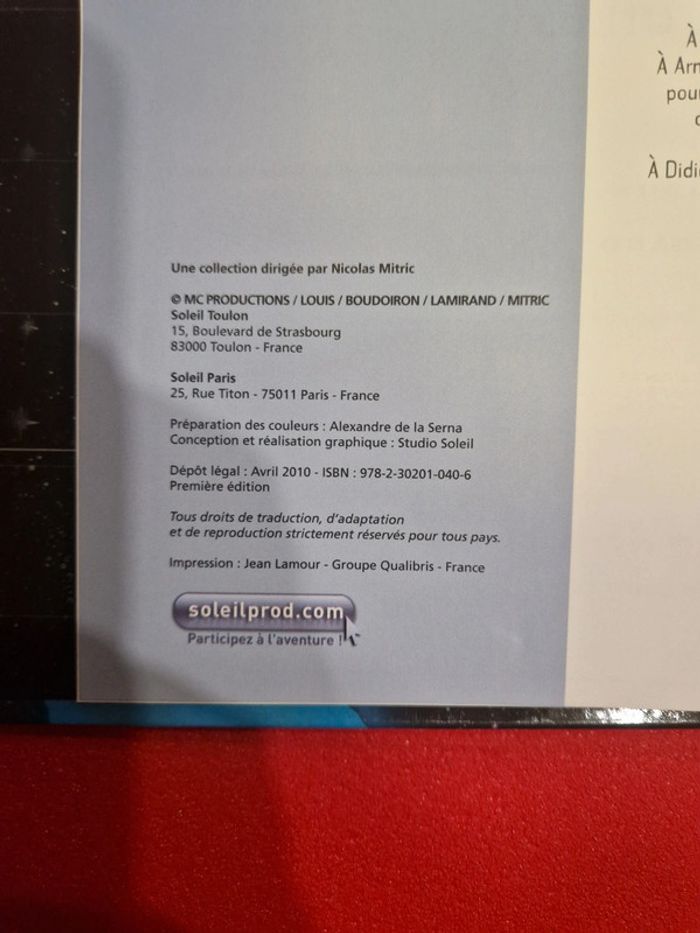 Une collection dirigée par Nicolas Mitric
© MC PRODUCTIONS / LOUIS / BOUDOIRON / LAMIRAND / MITRIC
Soleil Toulon
15, Boulevard de Strasbourg
83000 Toulon - France
Soleil Paris
25, Rue Titon - 75011 Paris - France
Préparation des couleurs : Alexandre de la Serna
Conception et réalisation graphique : Studio Soleil
Dépôt légal : Avril 2010 - ISBN : 978-2-30201-040-6
Première édition
Tous droits de traduction, d'adaptation
et de reproduction strictement réservés pour tous pays.
Impression : Jean Lamour - Groupe Qualibris - France
soleilprod.com
Participez à l'aventure !
À
À
À